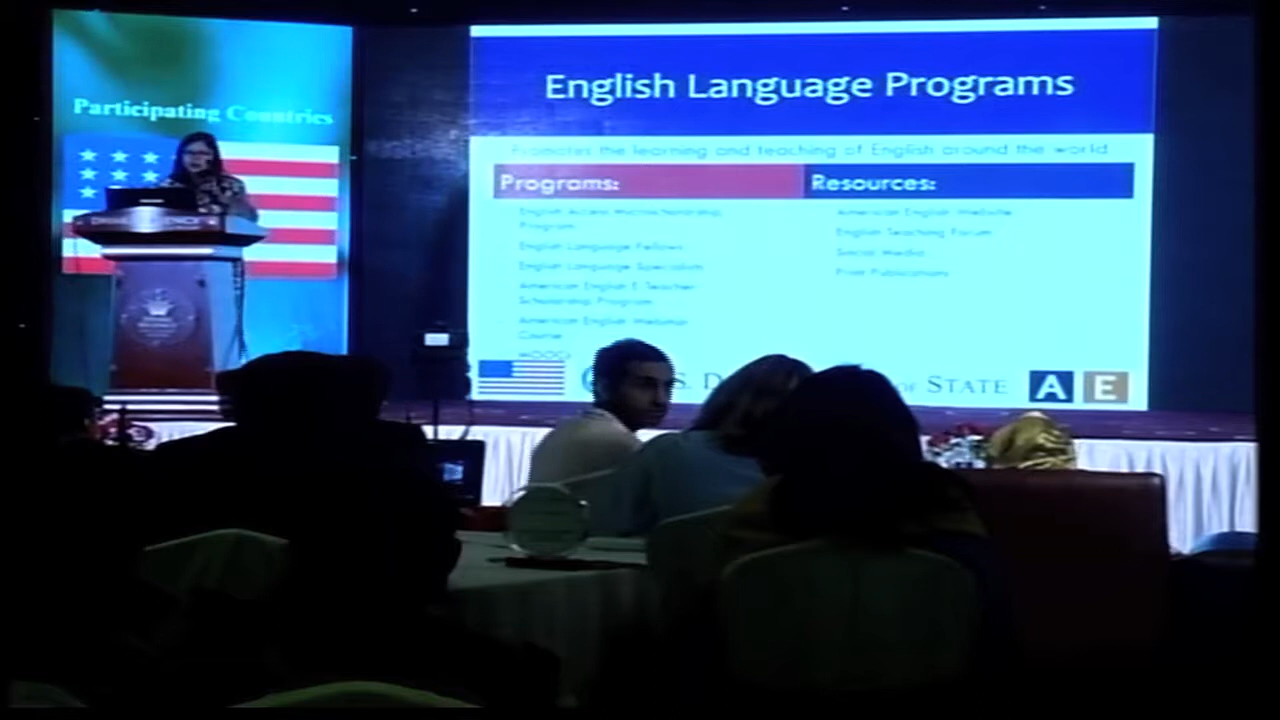 Participating Countries
English Language Programs
Promotes the learning and teaching of English around the world
Programs:
English Access Microscholarship
Program
English Language Fellows
English Language Specialists
American English E-Teacher
Scholarship Program
American English Webinar
Course
MOOCs
Resources:
American English Website
English Teaching Forum
Social Media
Print Publications
S. D
OF STATE
A E